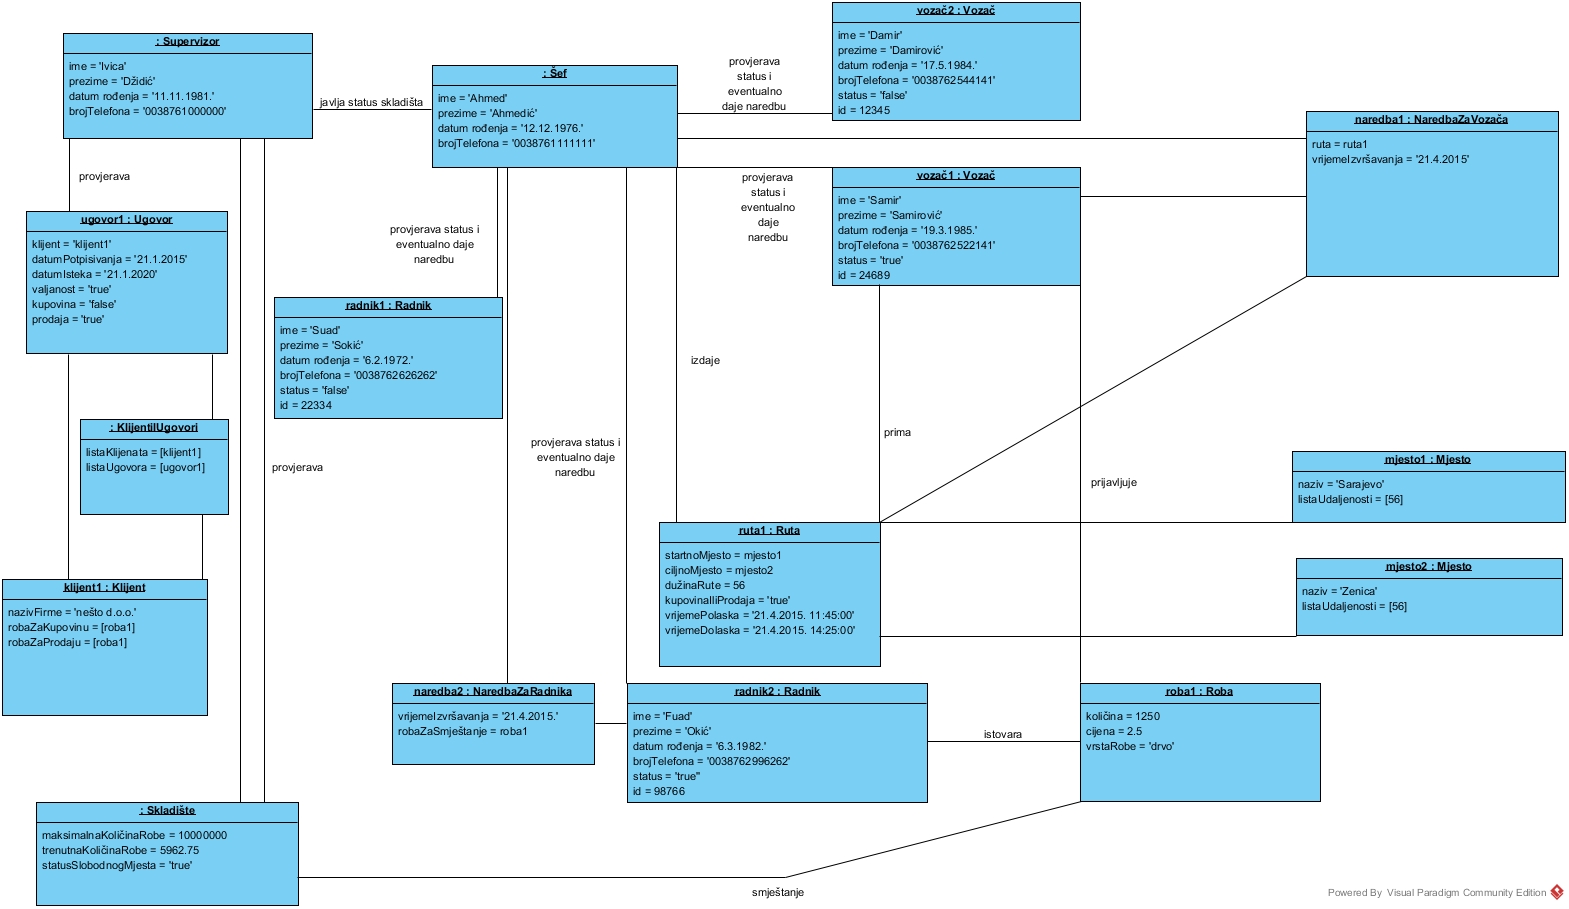 vozač2 : Vozač
ime = 'Damir'
prezime = 'Damirović'
datum rođenja = '17.5.1984.'
brojTelefona = '0038762544141'
status = 'false'
id = 12345
: Supervizor
ime = 'Ivica'
prezime = 'Džidić'
datum rođenja = '11.11.1981.'
brojTelefona = '0038761000000'
javlja status skladišta
: Šef
ime = 'Ahmed'
prezime = 'Ahmedić'
datum rođenja = '12.12.1976.'
brojTelefona = '0038761111111'
provjerava
status i
eventualno
daje naredbu
naredba1 : NaredbaZaVozača
ruta = ruta1
vrijemeIzvršavanja = '21.4.2015'
provjerava
provjerava
status i
eventualno
daje
naredbu
vozač1 : Vozač
ime = 'Samir'
prezime = 'Samirović'
datum rođenja = '19.3.1985.'
brojTelefona = '0038762522141'
status = 'true'
id = 24689
ugovor1 : Ugovor
klijent = 'klijent1'
datumPotpisivanja = '21.1.2015'
datumIsteka = '21.1.2020'
valjanost = 'true'
kupovina = 'false'
prodaja = 'true'
provjerava status i
eventualno daje
naredbu
radnik1 : Radnik
ime = 'Suad'
prezime = 'Sokić'
datum rođenja = '6.2.1972.'
brojTelefona = '0038762626262'
status = 'false'
id = 22334
izdaje
: KlijentiIUgovori
listaKlijenata = [klijent1]
listaUgovora = [ugovor1]
provjerava
provjerava status i
eventualno daje
naredbu
prima
prijavljuje
mjesto1 : Mjesto
naziv = 'Sarajevo'
listaUdaljenosti = [56]
ruta1 : Ruta
startnoMjesto = mjesto1
ciljnoMjesto = mjesto2
dužinaRute = 56
kupovinaIliProdaja = 'true'
vrijemePolaska = '21.4.2015. 11:45:00'
vrijemeDolaska = '21.4.2015. 14:25:00'
mjesto2 : Mjesto
naziv = 'Zenica'
listaUdaljenosti = [56]
klijent1 : Klijent
nazivFirme = 'nešto d.o.o.'
robaZaKupovinu = [roba1]
robaZaProdaju = [roba1]
naredba2 : NaredbaZaRadnika
vrijemeIzvršavanja = '21.4.2015.'
robaZaSmještanje = roba1
radnik2 : Radnik
ime = 'Fuad'
prezime = 'Okić'
datum rođenja = '6.3.1982.'
brojTelefona = '0038762996262'
status = 'true''
id = 98766
istovara
roba1 : Roba
količina = 1250
cijena = 2.5
vrstaRobe = 'drvo'
: Skladište
maksimalnaKoličinaRobe = 10000000
trenutnaKoličinaRobe = 5962.75
statusSlobodnogMjesta = 'true'
smještanje
Powered By Visual Paradigm Community Edition